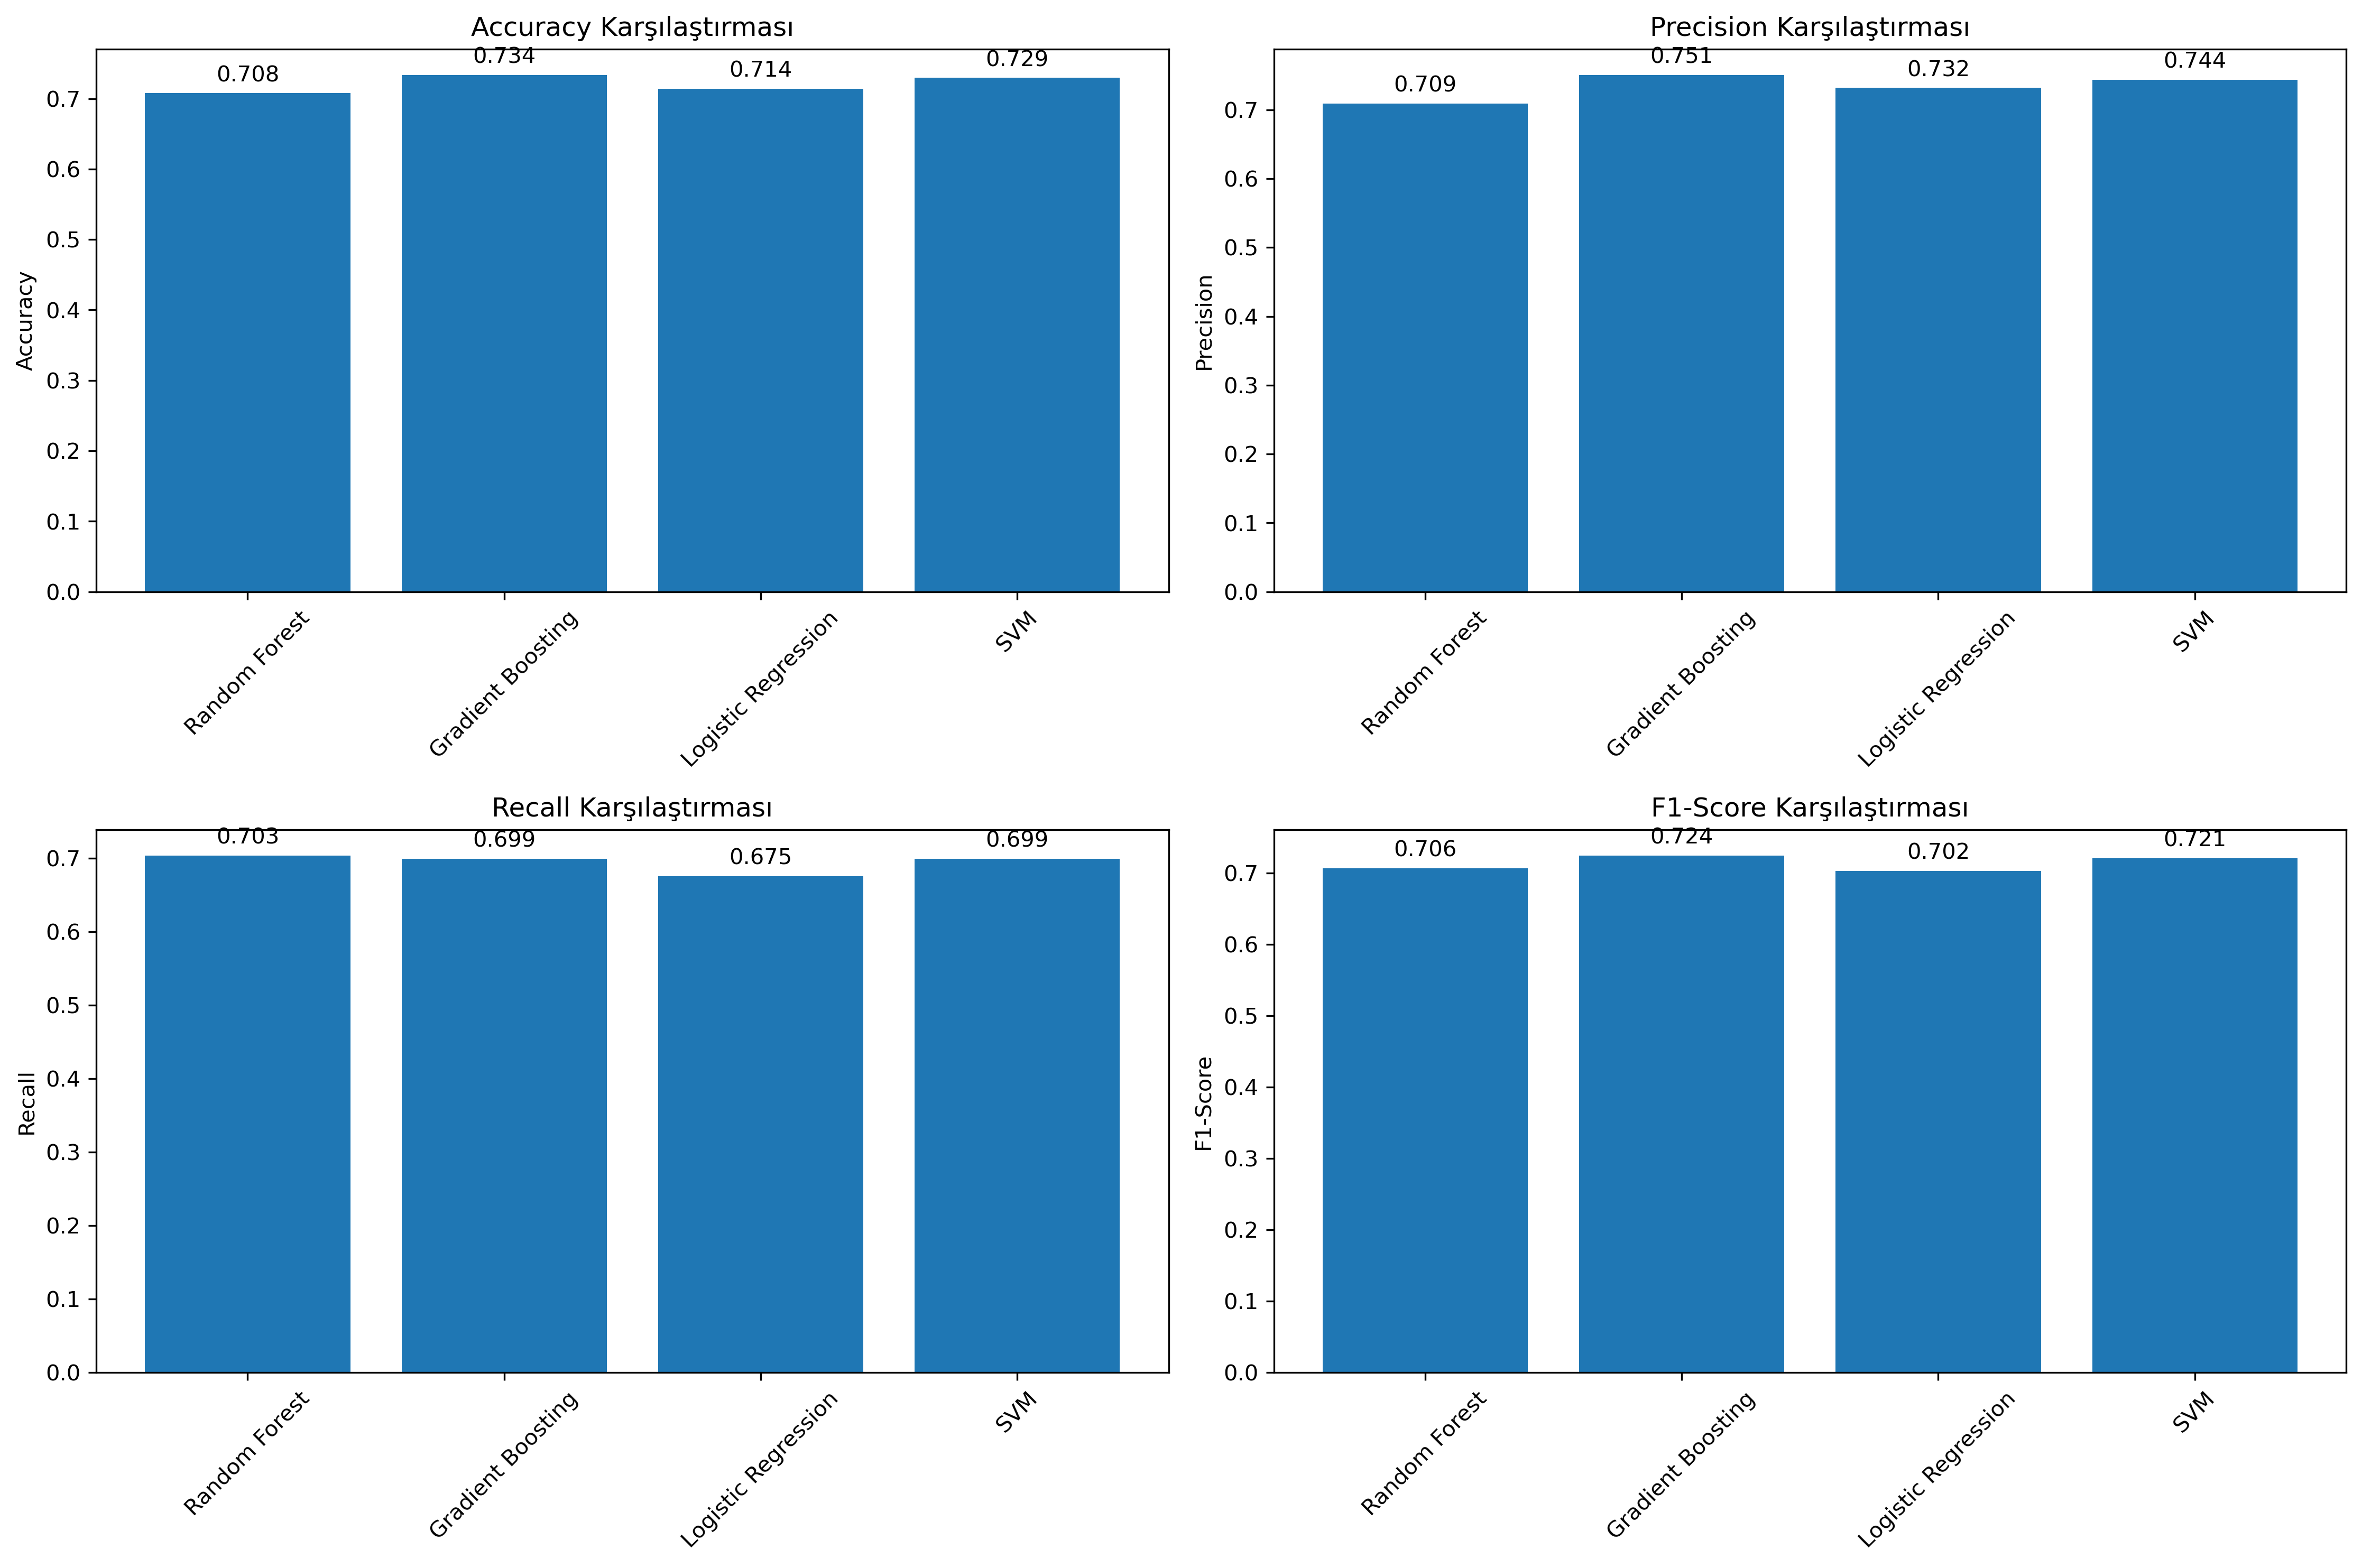 Accuracy Karşılaştırması
0.708
0.734
0.714
0.729
Accuracy
0.7
0.6
0.5
0.4
0.3
0.2
0.1
0.0
Random Forest
Gradient Boosting
Logistic Regression
SVM
Precision Karşılaştırması
0.709
0.751
0.732
0.744
Precision
0.7
0.6
0.5
0.4
0.3
0.2
0.1
0.0
Random Forest
Gradient Boosting
Logistic Regression
SVM
Recall Karşılaştırması
0.703
0.699
0.675
0.699
Recall
0.7
0.6
0.5
0.4
0.3
0.2
0.1
0.0
Random Forest
Gradient Boosting
Logistic Regression
SVM
F1-Score Karşılaştırması
0.706
0.724
0.702
0.721
F1-Score
0.7
0.6
0.5
0.4
0.3
0.2
0.1
0.0
Random Forest
Gradient Boosting
Logistic Regression
SVM